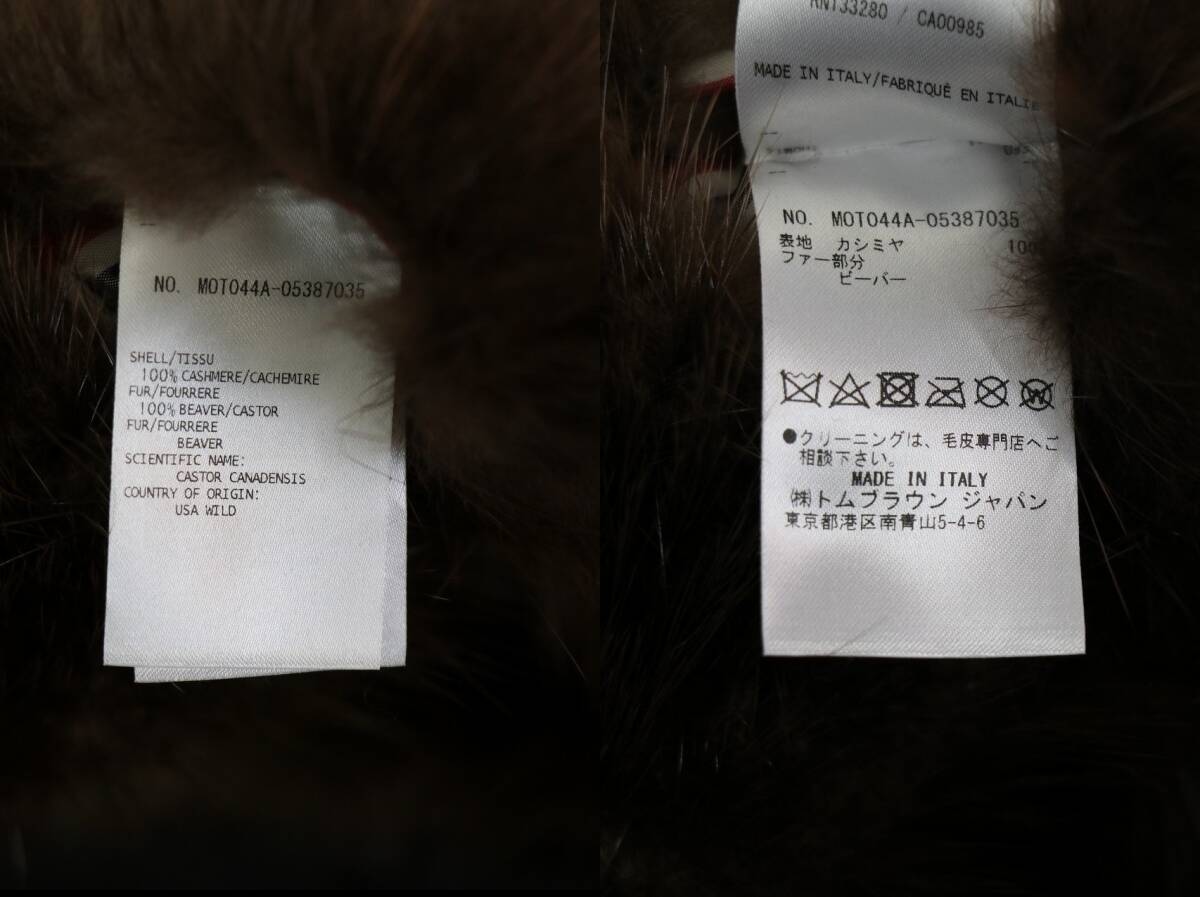 NO. MOTO44A-05387035
SHELL/TISSU
100% CASHMERE/CACHEMIRE
FUR/FOURRERE
100% BEAVER/CASTOR
FUR/FOURRERE
BEAVER
SCIENTIFIC NAME:
CASTOR CANADENSIS
COUNTRY OF ORIGIN:
USA WILD
RN133280 / CA00985
MADE IN ITALY/FABRIQUÉ EN ITALIE
NO. MOTO44A-05387035
表地 カシミヤ 100
ファー部分
ビーバー
W
●クリーニングは、毛皮専門店へご
相談下さい。
MADE IN ITALY
㈱トムブラウン ジャパン
東京都港区南青山5-4-6